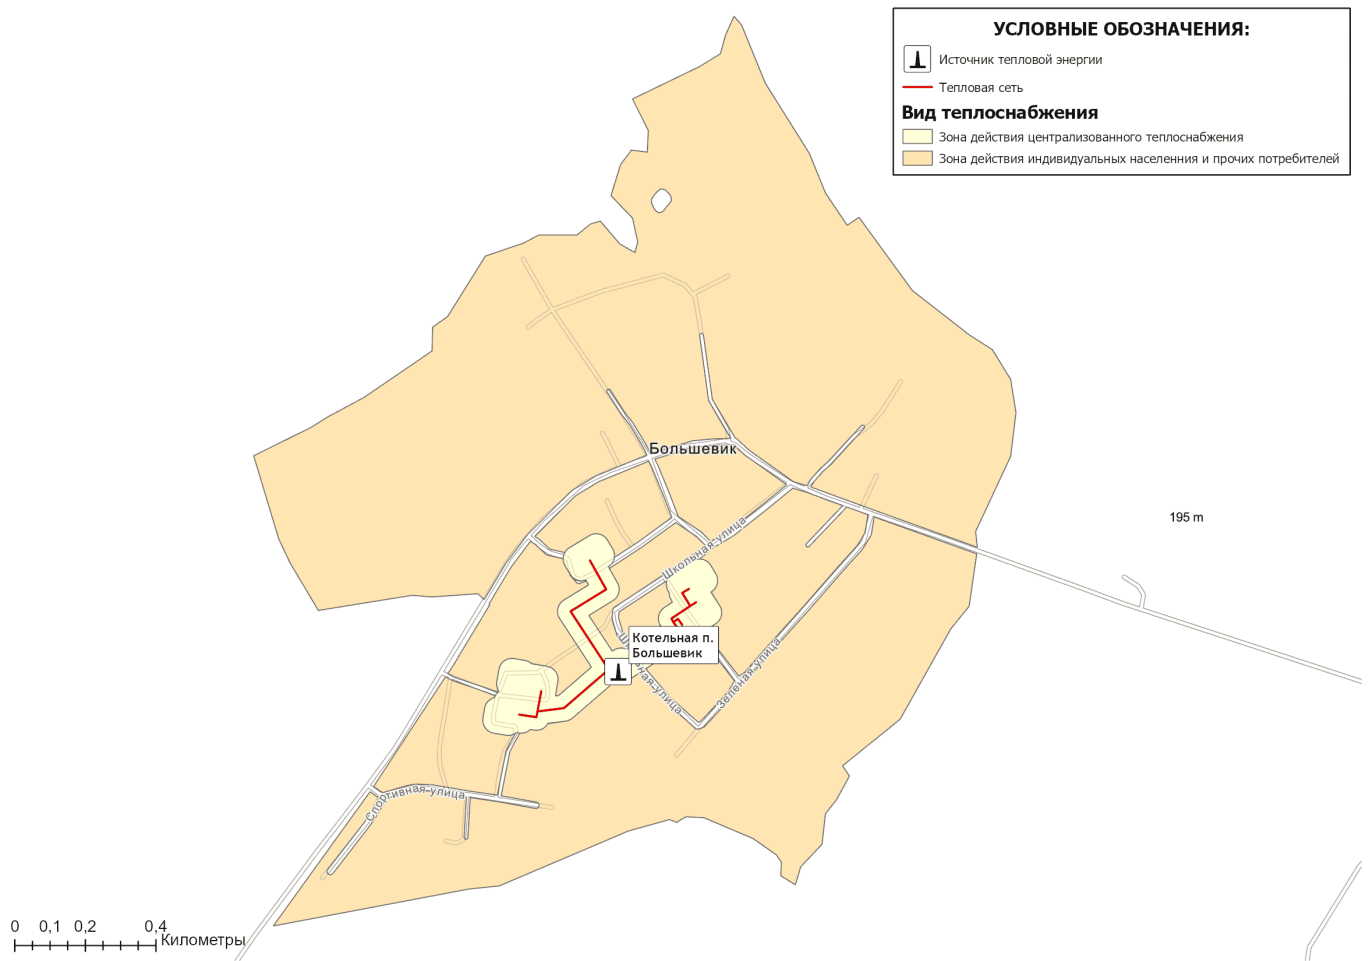 УСЛОВНЫЕ ОБОЗНАЧЕНИЯ:
Источник тепловой энергии
Тепловая сеть
Вид теплоснабжения
Зона действия централизованного теплоснабжения
Зона действия индивидуальных населенния и прочих потребителей
Большевик
195 m
Школьная улица
Котельная п.
Большевик
Зеленая улица
Спортивная улица
0 0,1 0,2 0,4
Километры